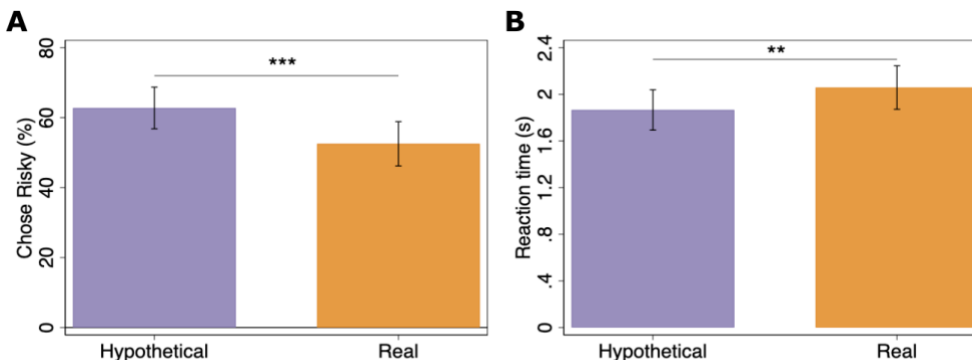 A
Chose Risky (%)
80
60
40
20
0
***
Hypothetical
Real
B
Reaction time (s)
2.4
2
1.6
1.2
.8
.4
0
**
Hypothetical
Real